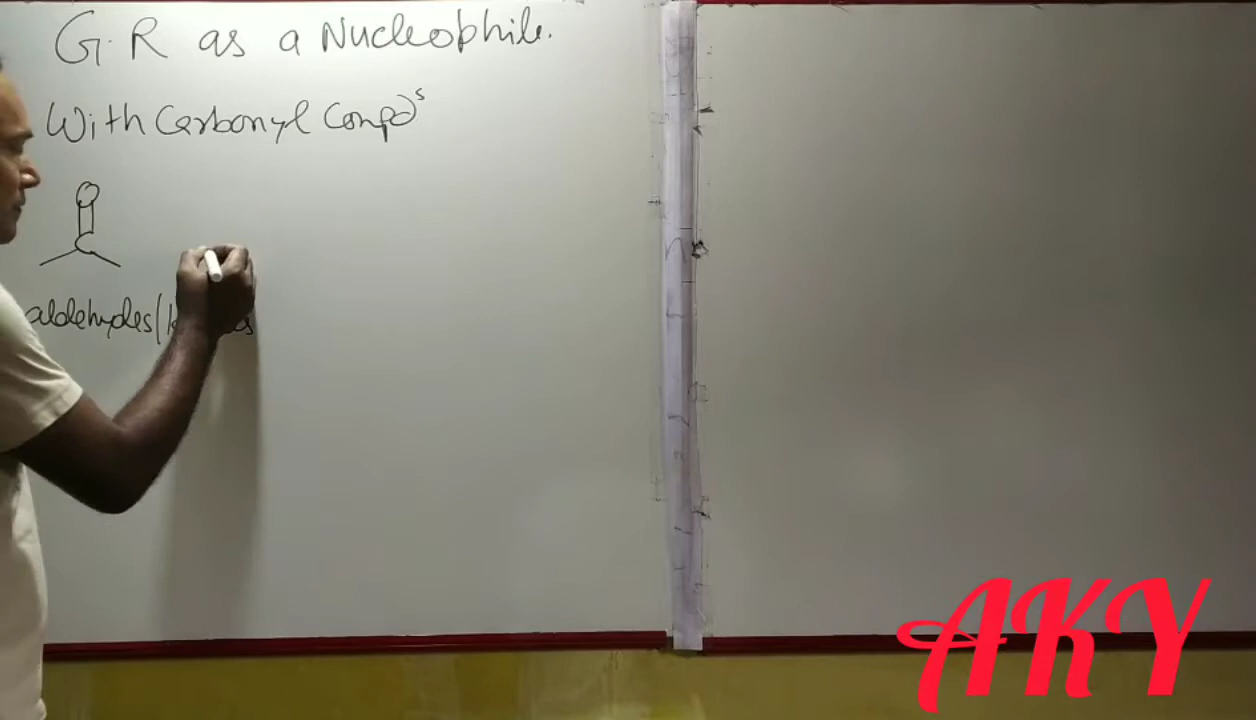 G.R as a Nucleophile.
With Carbonyl Compds
O
C
aldehydes/
AKY